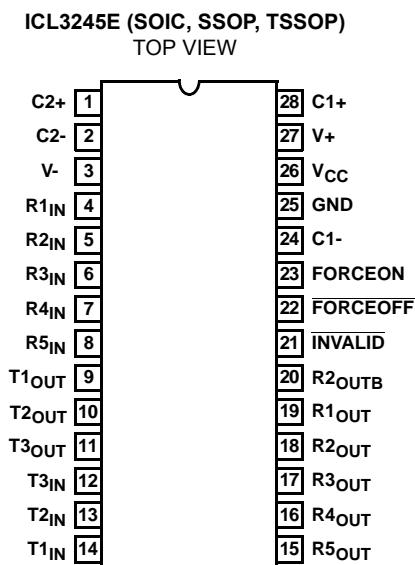 ICL3245E (SOIC, SSOP, TSSOP)
TOP VIEW
C2+ 1 28 C1+
C2- 2 27 V+
V- 3 26 VCC
R1IN 4 25 GND
R2IN 5 24 C1-
R3IN 6 23 FORCEON
R4IN 7 22 FORCEOFF
R5IN 8 21 INVALID
T1OUT 9 20 R2OUTB
T2OUT 10 19 R1OUT
T3OUT 11 18 R2OUT
T3IN 12 17 R3OUT
T2IN 13 16 R4OUT
T1IN 14 15 R5OUT